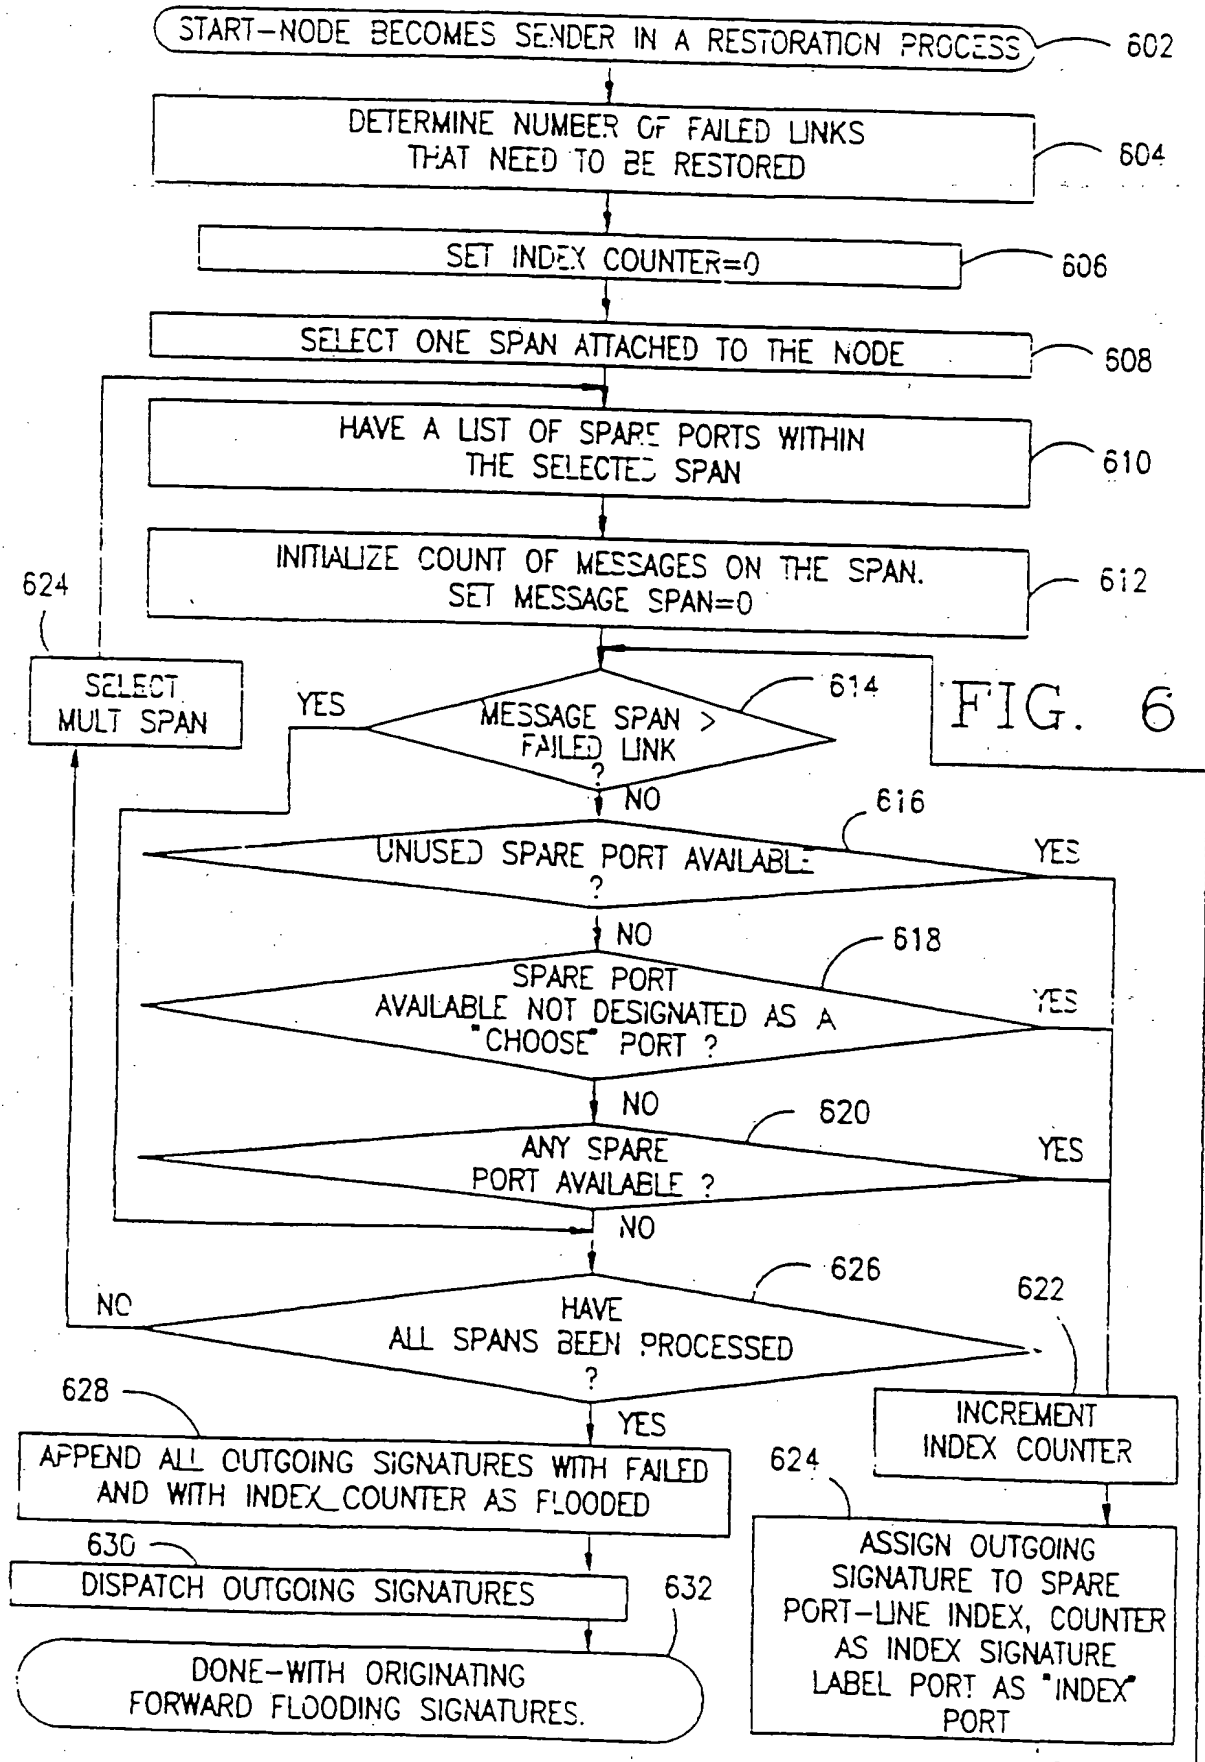 START-NODE BECOMES SENDER IN A RESTORATION PROCESS
602
DETERMINE NUMBER OF FAILED LINKS
THAT NEED TO BE RESTORED
604
SET INDEX COUNTER=0
606
SELECT ONE SPAN ATTACHED TO THE NODE
608
HAVE A LIST OF SPARE PORTS WITHIN
THE SELECTED SPAN
610
INITIALIZE COUNT OF MESSAGES ON THE SPAN.
SET MESSAGE SPAN=0
612
624
SELECT
MULT SPAN
YES
614
MESSAGE SPAN >
FAILED LINK
?
FIG. 6
NO
616
UNUSED SPARE PORT AVAILABLE
?
YES
NO
618
SPARE PORT
AVAILABLE NOT DESIGNATED AS A
"CHOOSE" PORT ?
YES
NO
620
ANY SPARE
PORT AVAILABLE ?
YES
NO
626
NO
HAVE
ALL SPANS BEEN PROCESSED
?
622
628
YES
INCREMENT
INDEX COUNTER
APPEND ALL OUTGOING SIGNATURES WITH FAILED
AND WITH INDEX_COUNTER AS FLOODED
624
630
DISPATCH OUTGOING SIGNATURES
ASSIGN OUTGOING
SIGNATURE TO SPARE
PORT-LINE INDEX, COUNTER
AS INDEX SIGNATURE
LABEL PORT AS "INDEX"
PORT
632
DONE-WITH ORIGINATING
FORWARD FLOODING SIGNATURES.